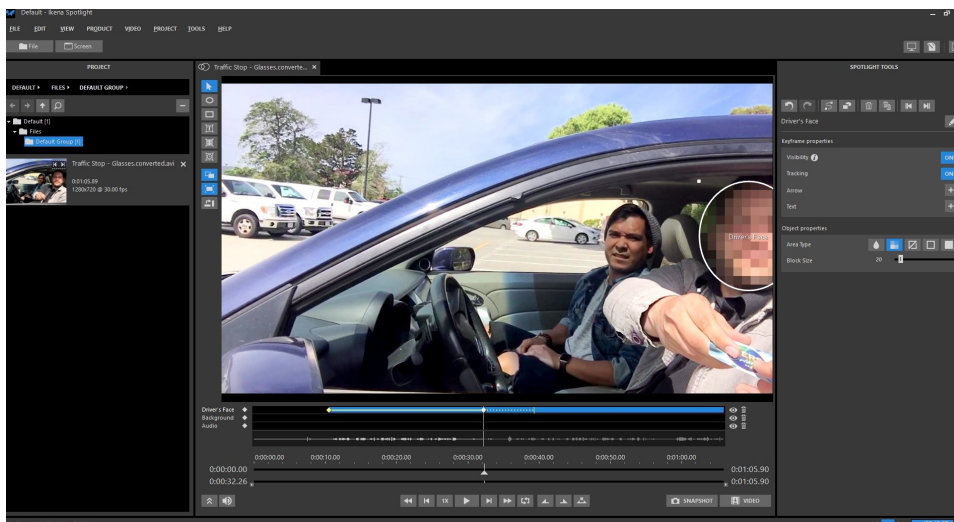 Default - Ikena Spotlight
FILE EDIT VIEW PRODUCT VIDEO PROJECT TOOLS HELP
File Screen
PROJECT
DEFAULT FILES DEFAULT GROUP
Default [1]
Files
Default Group [1]
Traffic Stop - Glasses.converted.avi
0:01:05.89
1280x720 @ 30.00 fps
Traffic Stop - Glasses.converte...
Driver's Face
Driver's Face
Background
Audio
0:00:00.00 0:00:10.00 0:00:20.00 0:00:30.00 0:00:40.00 0:00:50.00 0:01:00.00
0:00:00.00 0:01:05.90
0:00:32.26 0:01:05.90
1X
SNAPSHOT VIDEO
SPOTLIGHT TOOLS
Driver's Face
Keyframe properties
Visibility ON
Tracking ON
Arrow
Text
Object properties
Area Type
Block Size 20